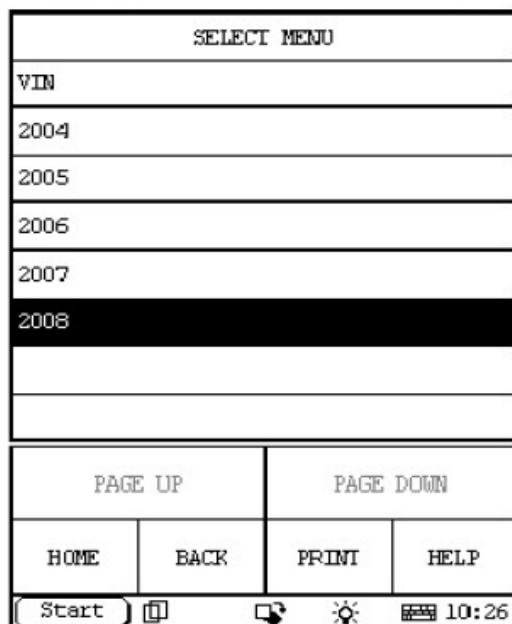 SELECT MENU
VIN
2004
2005
2006
2007
2008
PAGE UP PAGE DOWN
HOME BACK PRINT HELP
Start 10:26